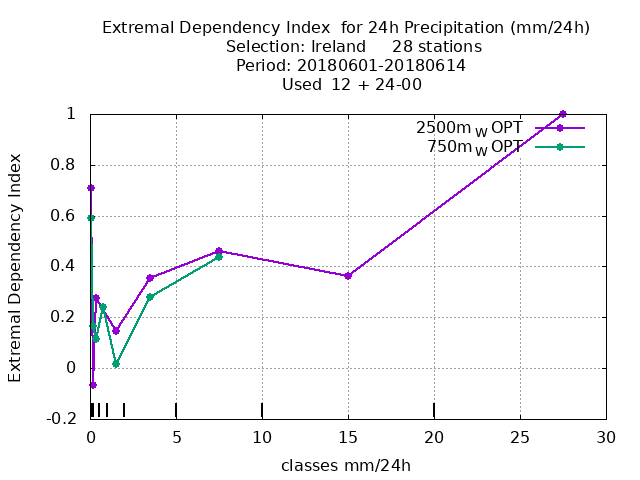 Extremal Dependency Index  for 24h Precipitation (mm/24h)
Selection: Ireland     28 stations
Period: 20180601-20180614
Used  12 + 24-00
2500m W OPT
750m W OPT
Extremal Dependency Index
1
0.8
0.6
0.4
0.2
0
-0.2
0 5 10 15 20 25 30
classes mm/24h